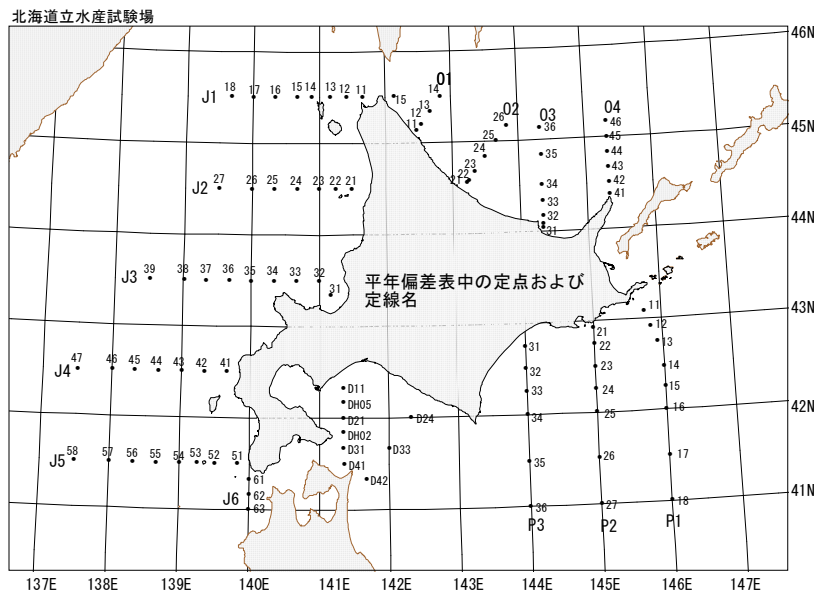 北海道立水産試験場
46N
O1
J1 18 17 16 15 14 13 12 11
15 14
13
12
11
O2 O3 O4
26 36 46
45N
25 45
24 35 44
23 43
22 34 42
21 41
33
32
31
J2 27 26 25 24 23 22 21
44N
J3 39 38 37 36 35 34 33 32
31
平年偏差表中の定点および
定線名
43N
11
21 12
31 22 13
J4 47 46 45 44 43 42 41
32 23 14
D11 33 24 15
DH05
D21 D24 34 25 16
42N
DH02
J5 58 57 56 55 54 53 52 51
D31 D33 35 26 17
D41
61 D42
J6 62
63
36 27 18
41N
P3 P2 P1
137E 138E 139E 140E 141E 142E 143E 144E 145E 146E 147E